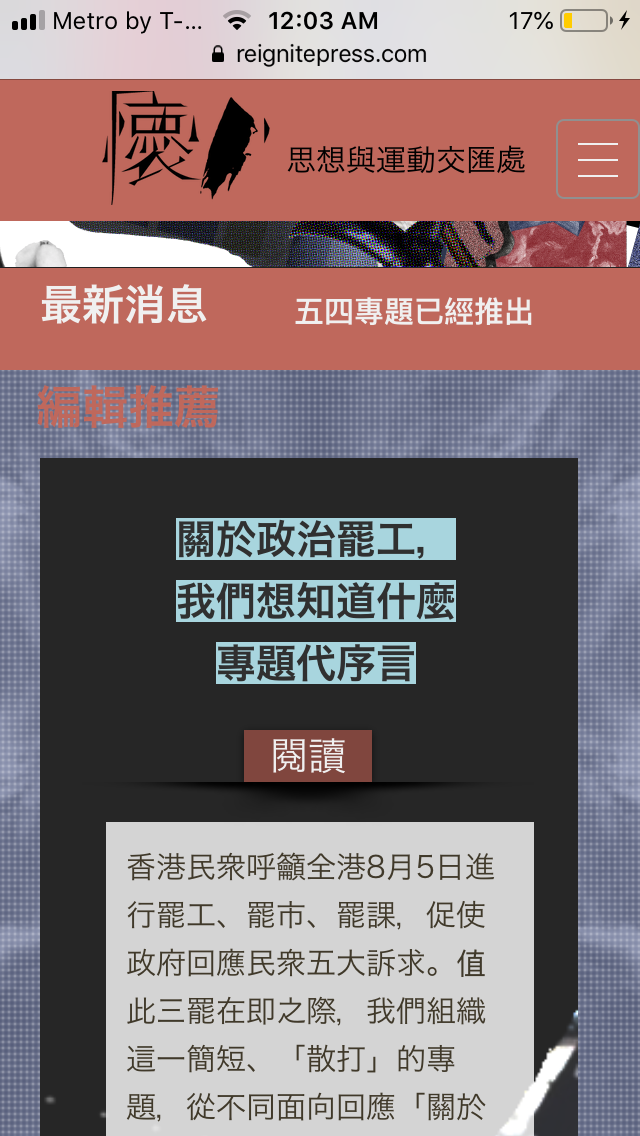 Metro by T-...
12:03 AM
17%
reignitepress.com
懷火
思想與運動交匯處
最新消息
五四專題已經推出
編輯推薦
關於政治罷工,
我們想知道什麼
專題代序言
閱讀
香港民眾呼籲全港8月5日進
行罷工、罷市、罷課, 促使
政府回應民眾五大訴求。值
此三罷在即之際, 我們組織
這一簡短、「散打」的專
題, 從不同面向回應「關於